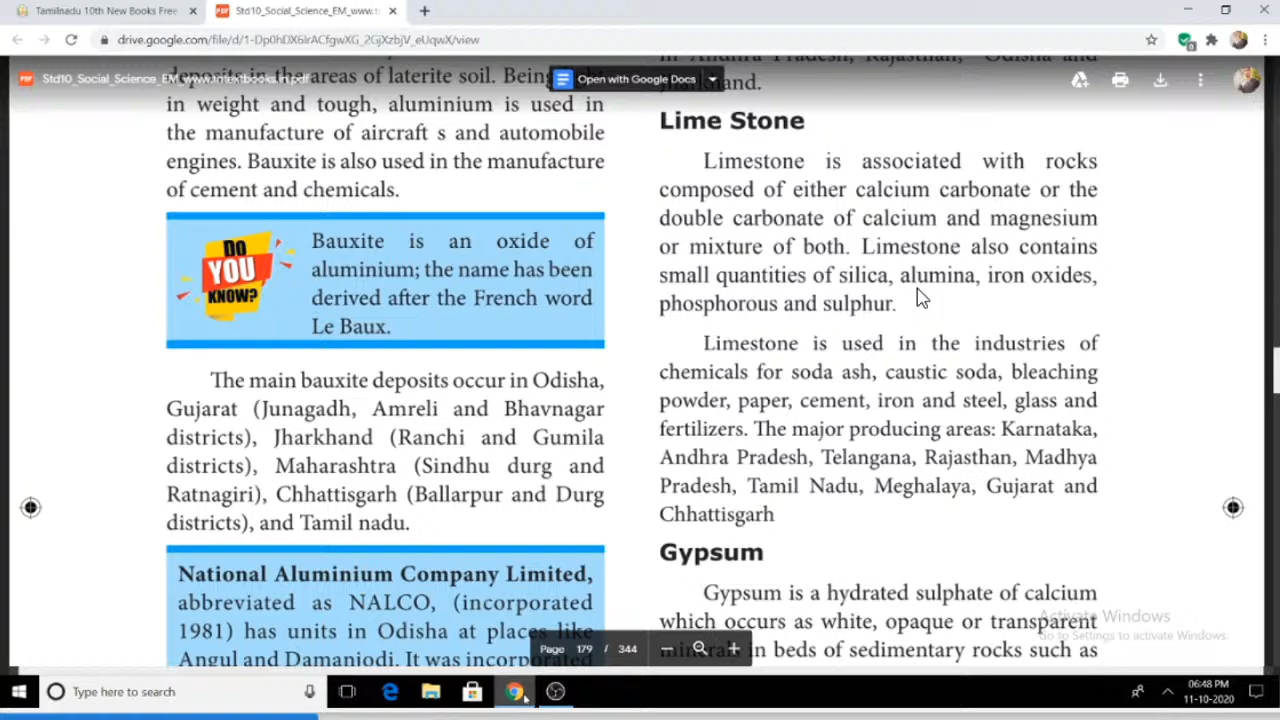 Tamilnadu 10th New Books Free
Std10_Social_Science_EM_www.t
drive.google.com/file/d/1-Dp0hDX6IrACfgwXG_2GjXzbjV_eUqwX/view
Std10_Social_Science_EM_www.tntextbooks.in.pdf
Open with Google Docs
the areas of laterite soil. Being
in weight and tough, aluminium is used in
the manufacture of aircraft s and automobile
engines. Bauxite is also used in the manufacture
of cement and chemicals.
DO
YOU
KNOW?
Bauxite is an oxide of
aluminium; the name has been
derived after the French word
Le Baux.
The main bauxite deposits occur in Odisha,
Gujarat (Junagadh, Amreli and Bhavnagar
districts), Jharkhand (Ranchi and Gumila
districts), Maharashtra (Sindhu durg and
Ratnagiri), Chhattisgarh (Ballarpur and Durg
districts), and Tamil nadu.
National Aluminium Company Limited,
abbreviated as NALCO, (incorporated
1981) has units in Odisha at places like
Angul and Damanjodi. It was incorporated
in Andhra Pradesh, Rajasthan, Odisha and
Jharkand.
Lime Stone
Limestone is associated with rocks
composed of either calcium carbonate or the
double carbonate of calcium and magnesium
or mixture of both. Limestone also contains
small quantities of silica, alumina, iron oxides,
phosphorous and sulphur.
Limestone is used in the industries of
chemicals for soda ash, caustic soda, bleaching
powder, paper, cement, iron and steel, glass and
fertilizers. The major producing areas: Karnataka,
Andhra Pradesh, Telangana, Rajasthan, Madhya
Pradesh, Tamil Nadu, Meghalaya, Gujarat and
Chhattisgarh
Gypsum
Gypsum is a hydrated sulphate of calcium
which occurs as white, opaque or transparent
minerals in beds of sedimentary rocks such as
Activate Windows
Go to Settings to activate Windows.
Page 179 / 344
Type here to search
06:48 PM
11-10-2020